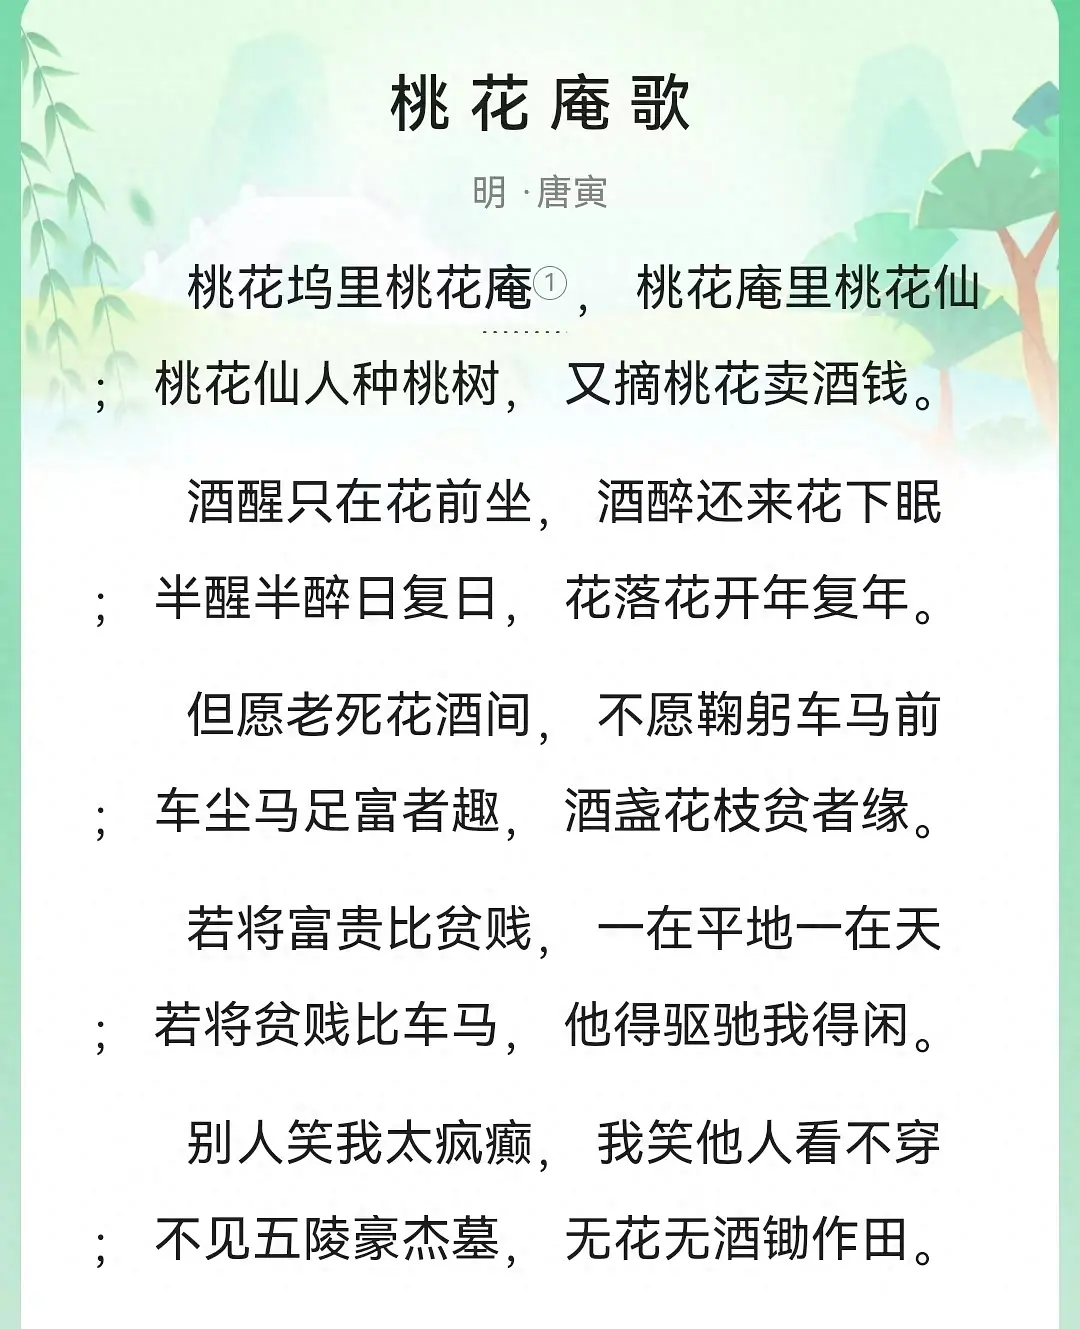 桃花庵歌
明·唐寅
桃花坞里桃花庵①，桃花庵里桃花仙
；桃花仙人种桃树，又摘桃花卖酒钱。
酒醒只在花前坐，酒醉还来花下眠
；半醒半醉日复日，花落花开年复年。
但愿老死花酒间，不愿鞠躬车马前
；车尘马足富者趣，酒盏花枝贫者缘。
若将富贵比贫贱，一在平地一在天
；若将贫贱比车马，他得驱驰我得闲。
别人笑我太疯癫，我笑他人看不穿
；不见五陵豪杰墓，无花无酒锄作田。